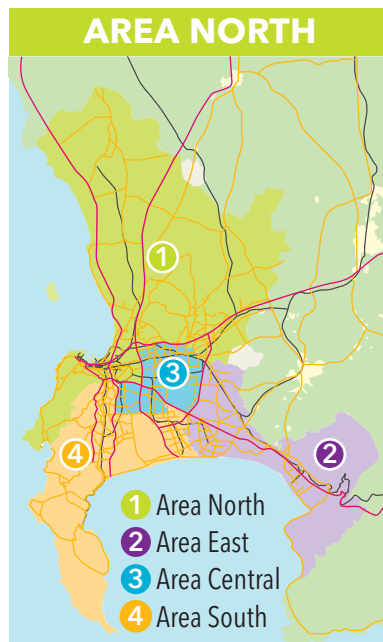 AREA NORTH
1
3
2
4
1 Area North
2 Area East
3 Area Central
4 Area South